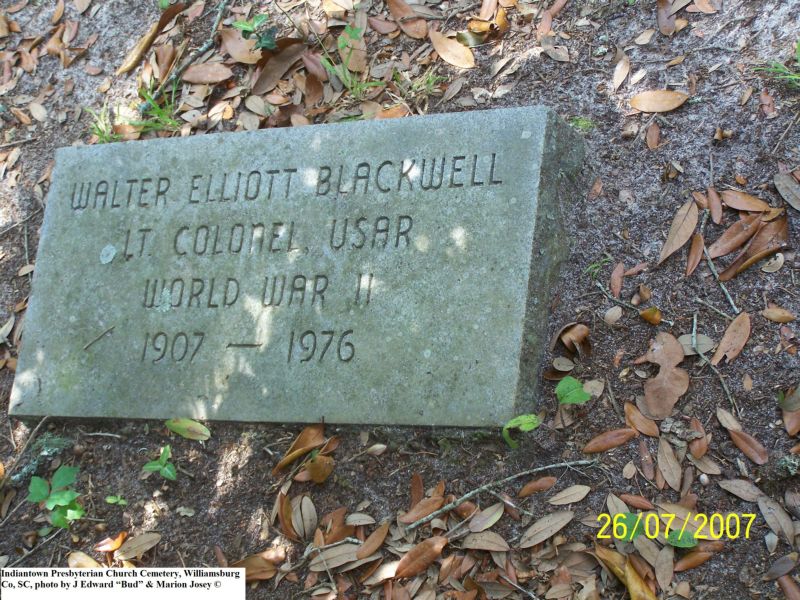 WALTER ELLIOTT BLACKWELL
LT. COLONEL, USAR
WORLD WAR II
1907 — 1976
26/07/2007
Indiantown Presbyterian Church Cemetery, Williamsburg
Co, SC, photo by J Edward “Bud” & Marion Josey ©